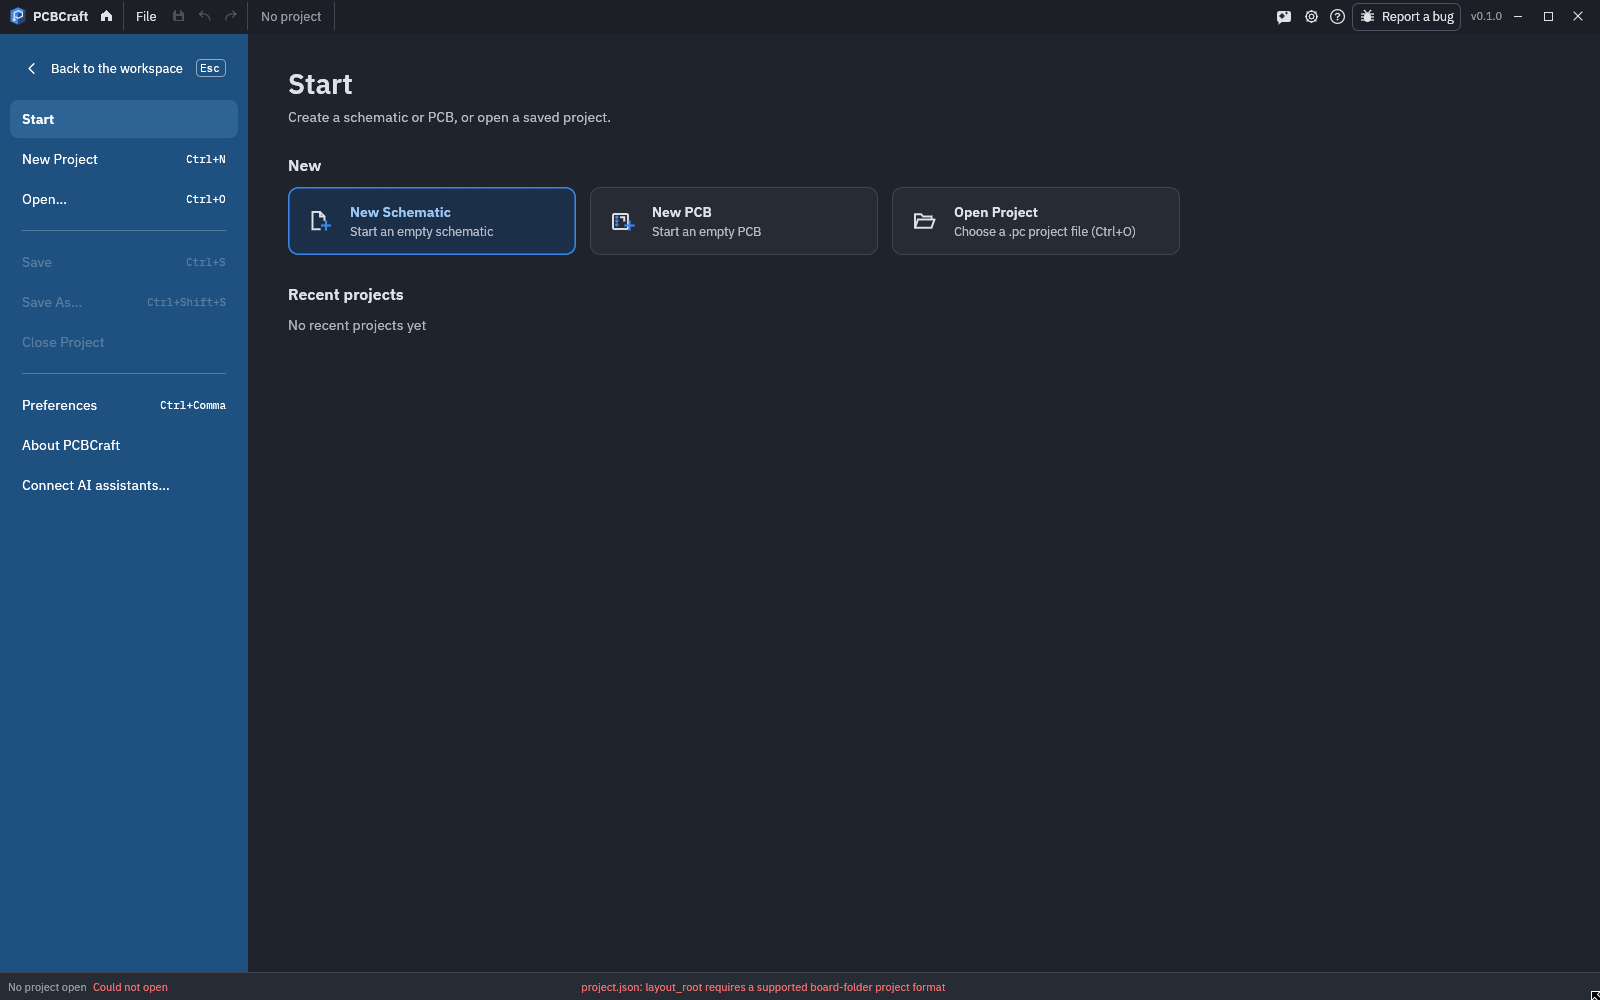 PCBCraft File No project Report a bug v0.1.0
Back to the workspace Esc
Start
New Project Ctrl+N
Open... Ctrl+O
Save Ctrl+S
Save As... Ctrl+Shift+S
Close Project
Preferences Ctrl+Comma
About PCBCraft
Connect AI assistants...
Start
Create a schematic or PCB, or open a saved project.
New
New Schematic
Start an empty schematic
New PCB
Start an empty PCB
Open Project
Choose a .pc project file (Ctrl+O)
Recent projects
No recent projects yet
No project open Could not open project.json: layout_root requires a supported board-folder project format